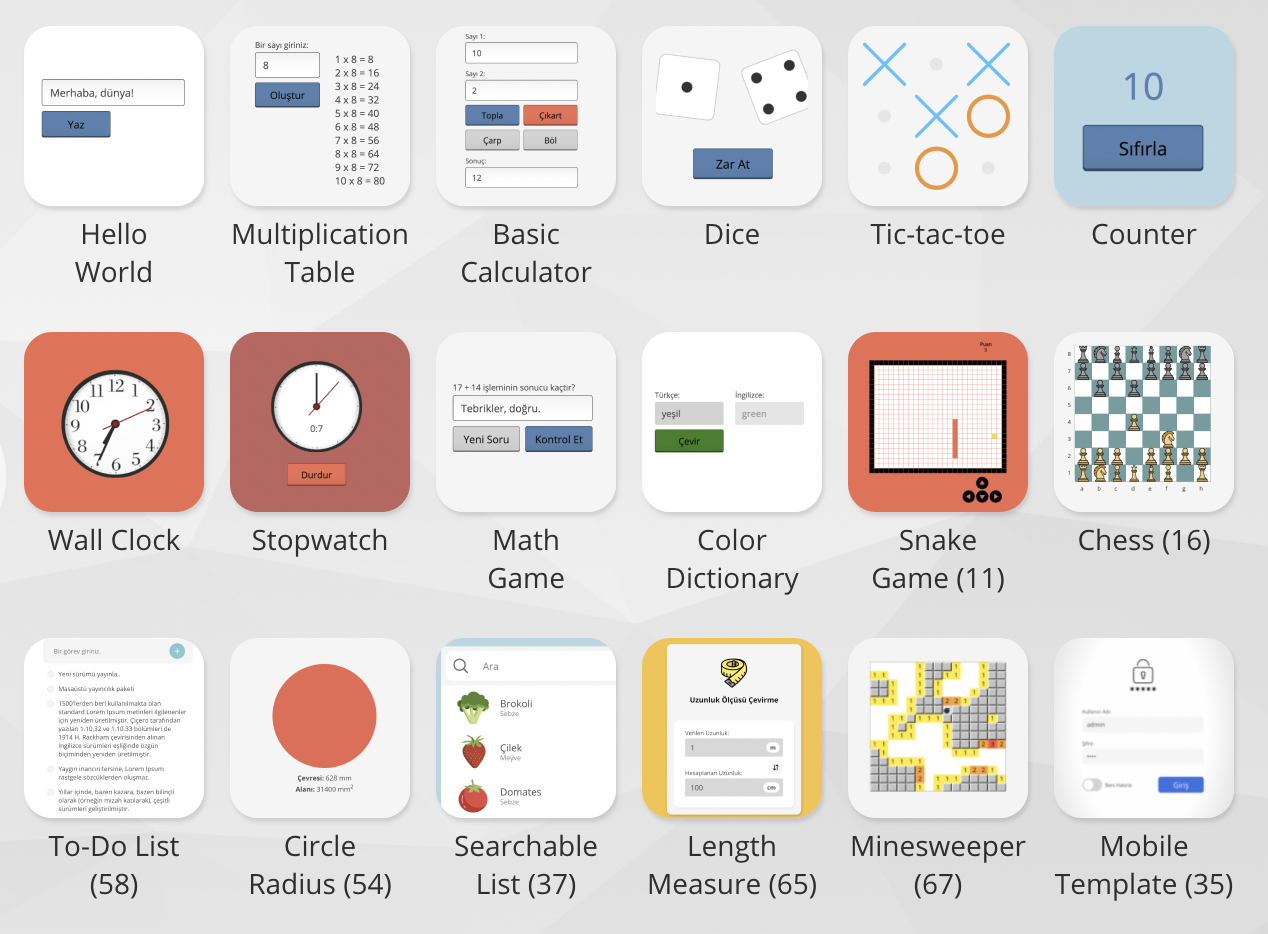 Merhaba, dünya!
Yaz
Hello
World
Bir sayı giriniz:
8
Oluştur
1 x 8 = 8
2 x 8 = 16
3 x 8 = 24
4 x 8 = 32
5 x 8 = 40
6 x 8 = 48
7 x 8 = 56
8 x 8 = 64
9 x 8 = 72
10 x 8 = 80
Multiplication
Table
Sayı 1:
10
Sayı 2:
2
Topla
Çıkart
Çarp
Böl
Sonuç:
12
Basic
Calculator
Zar At
Dice
Tic-tac-toe
10
Sıfırla
Counter
11 12 1
10 2
9 3
8 4
7 6 5
Wall Clock
0:7
Durdur
Stopwatch
17 + 14 işleminin sonucu kaçtır?
Tebrikler, doğru.
Yeni Soru
Kontrol Et
Math
Game
Türkçe:
İngilizce:
yeşil
green
Çevir
Color
Dictionary
Puan
5
Snake
Game (11)
8
7
6
5
4
3
2
1
a b c d e f g h
Chess (16)
Bir görev giriniz.
+
Yeni sürümü yayınla..
Masaüstü yayıncılık paketi
1500'lerden beri kullanılmakta olan
standard Lorem Ipsum metinleri ilgilenenler
için yeniden üretilmiştir. Çiçero tarafından
yazılan 1.10.32 ve 1.10.33 bölümleri de
1914 H. Rackham çevirisinden alınan
İngilizce sürümleri eşliğinde özgün
biçiminden yeniden üretilmiştir.
Yaygın inancın tersine, Lorem Ipsum
rastgele sözcüklerden oluşmaz.
Yıllar içinde, bazen kazara, bazen bilinçli
olarak (örneğin mizah katılarak), çeşitli
sürümleri geliştirilmiştir.
To-Do List
(58)
Çevresi: 628 mm
Alanı: 31400 mm²
Circle
Radius (54)
Ara
Brokoli
Sebze
Çilek
Meyve
Domates
Sebze
Searchable
List (37)
Uzunluk Ölçüsü Çevirme
Verilen Uzunluk:
1
m
Hesaplanan Uzunluk:
100
cm
Length
Measure (65)
Minesweeper
(67)
*****
Kullanıcı Adı
admin
Şifre
••••
Beni Hatırla
Giriş
Mobile
Template (35)